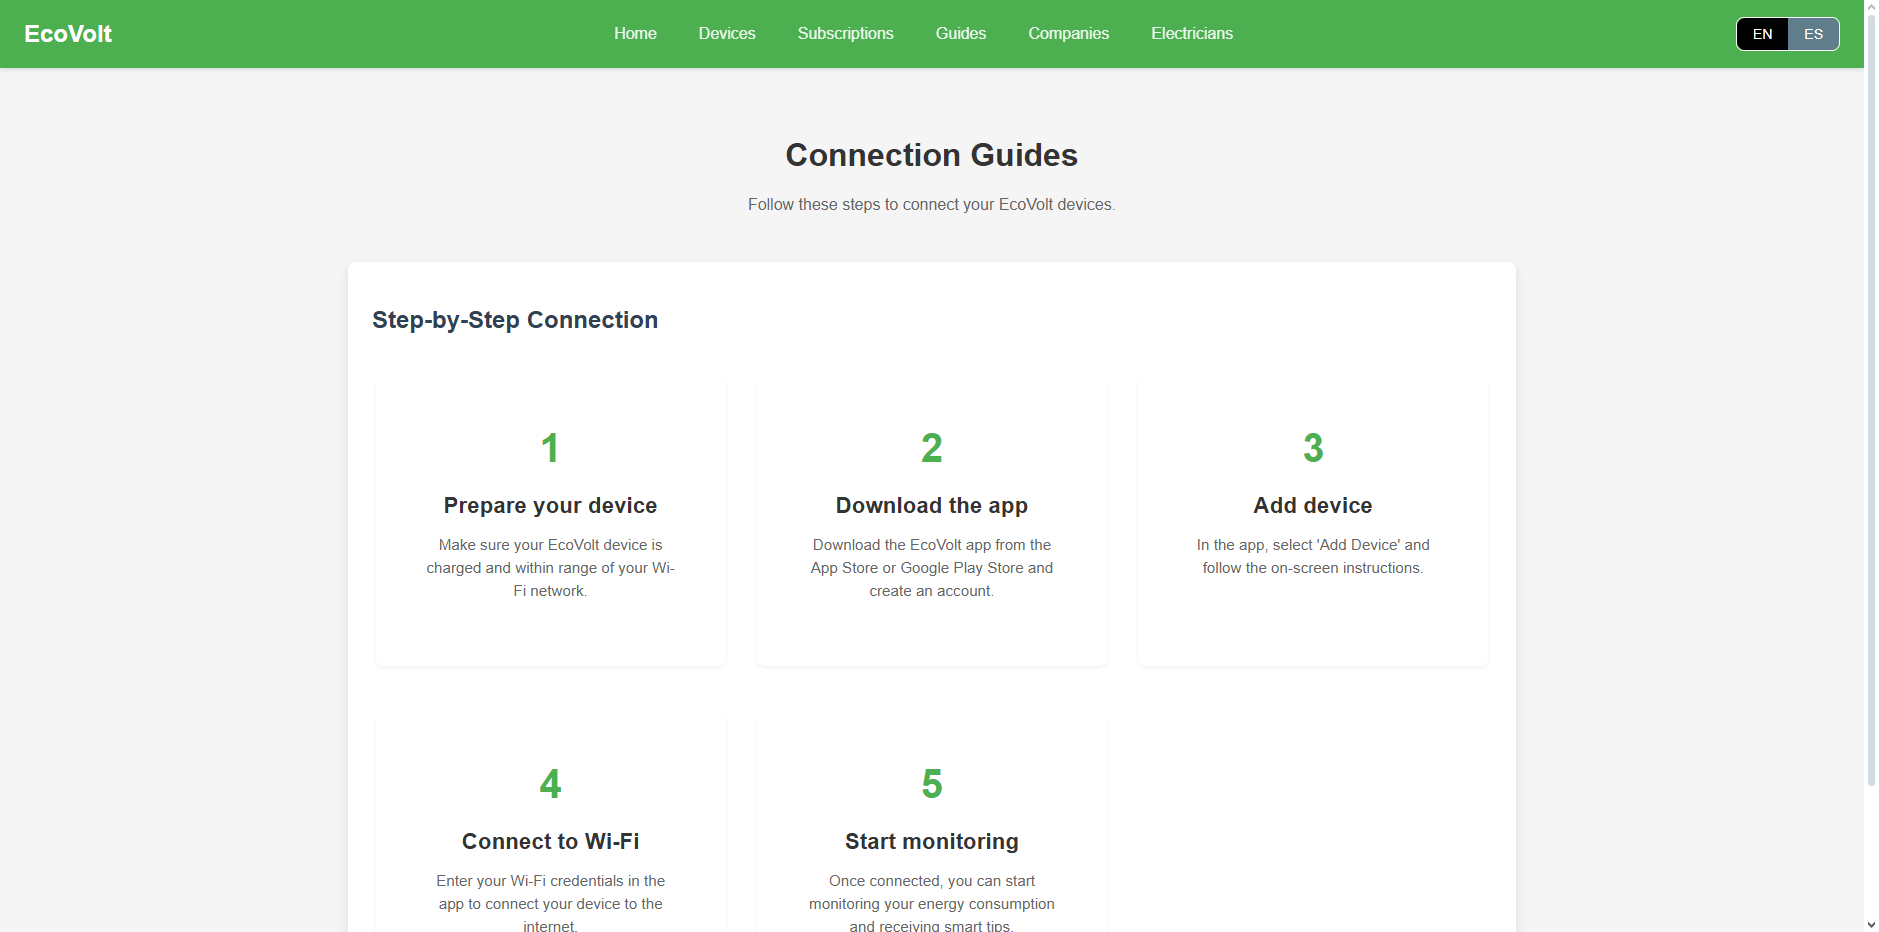 EcoVolt
Home Devices Subscriptions Guides Companies Electricians
EN ES
Connection Guides
Follow these steps to connect your EcoVolt devices.
Step-by-Step Connection
1
Prepare your device
Make sure your EcoVolt device is
charged and within range of your Wi-
Fi network.
2
Download the app
Download the EcoVolt app from the
App Store or Google Play Store and
create an account.
3
Add device
In the app, select 'Add Device' and
follow the on-screen instructions.
4
Connect to Wi-Fi
Enter your Wi-Fi credentials in the
app to connect your device to the
internet.
5
Start monitoring
Once connected, you can start
monitoring your energy consumption
and receiving smart tips.